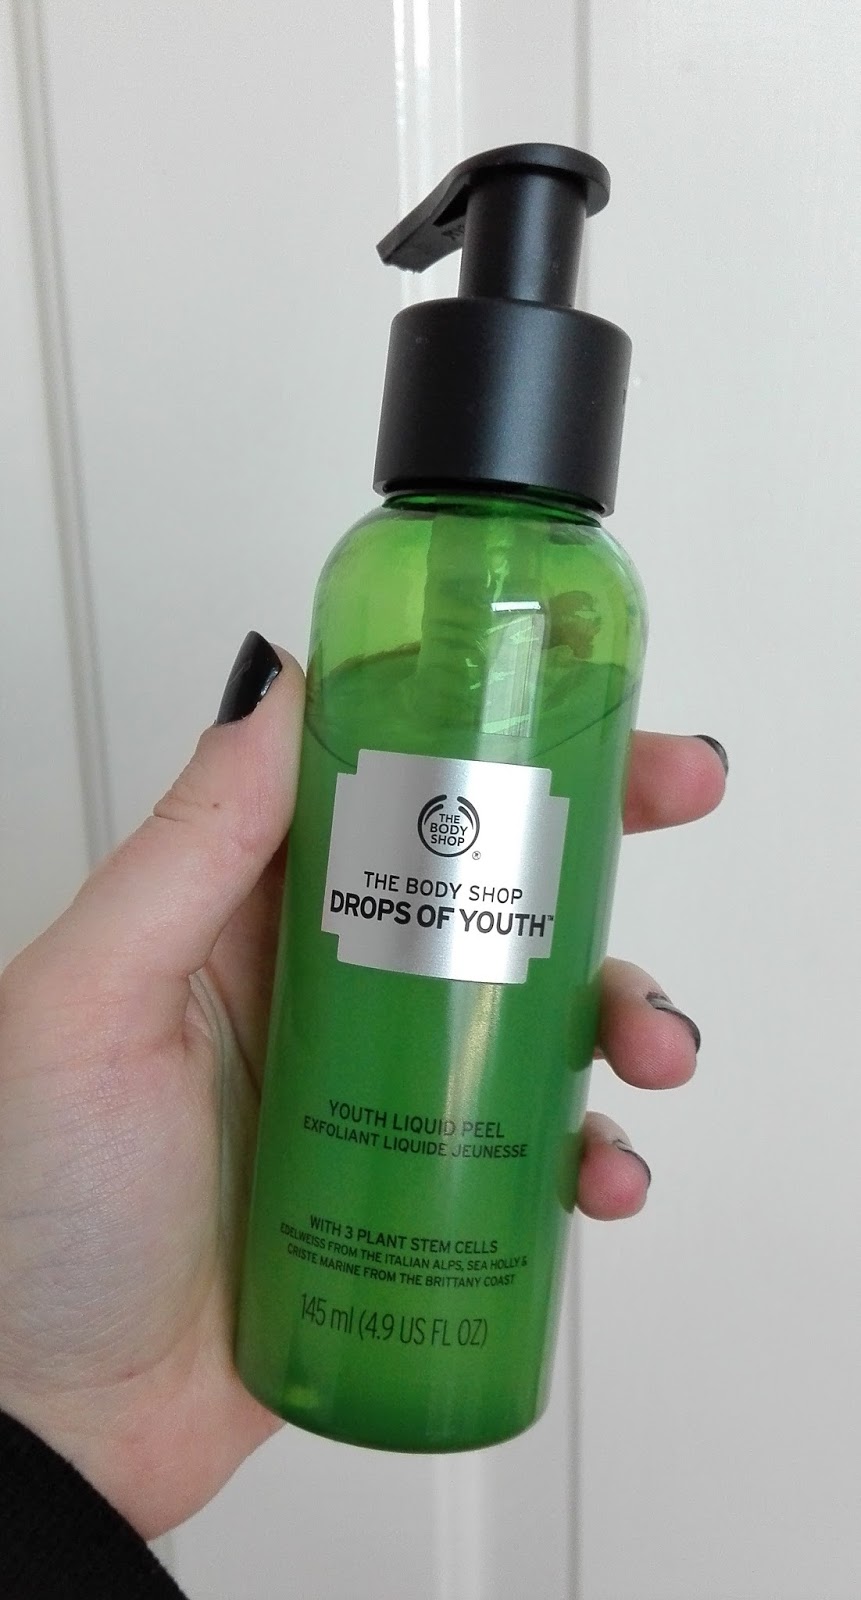 THE
BODY
SHOP
®
THE BODY SHOP
DROPS OF YOUTH™
YOUTH LIQUID PEEL
EXFOLIANT LIQUIDE JEUNESSE
WITH 3 PLANT STEM CELLS
EDELWEISS FROM THE ITALIAN ALPS, SEA HOLLY &
CRISTE MARINE FROM THE BRITTANY COAST
145 ml (4.9 US FL OZ)